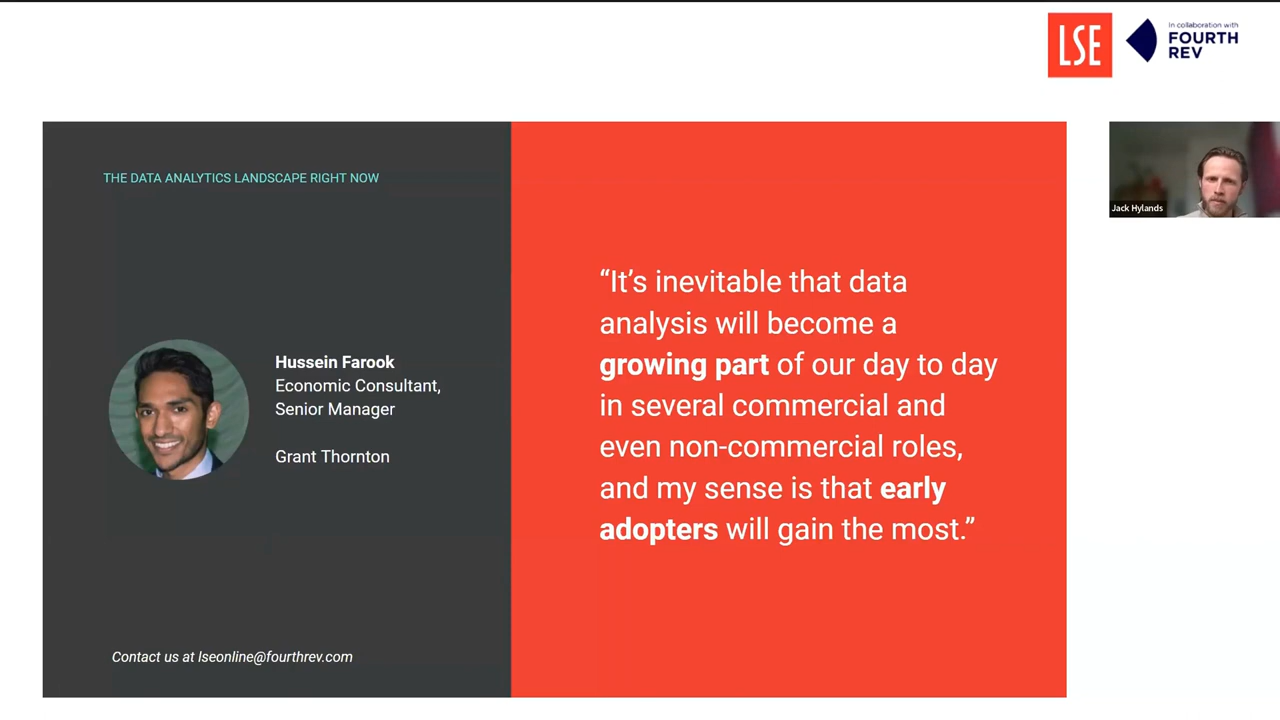 LSE
In collaboration with
FOURTH
REV
THE DATA ANALYTICS LANDSCAPE RIGHT NOW
Hussein Farook
Economic Consultant,
Senior Manager
Grant Thornton
“It’s inevitable that data
analysis will become a
growing part of our day to day
in several commercial and
even non-commercial roles,
and my sense is that early
adopters will gain the most.”
Contact us at lseonline@fourthrev.com
Jack Hylands